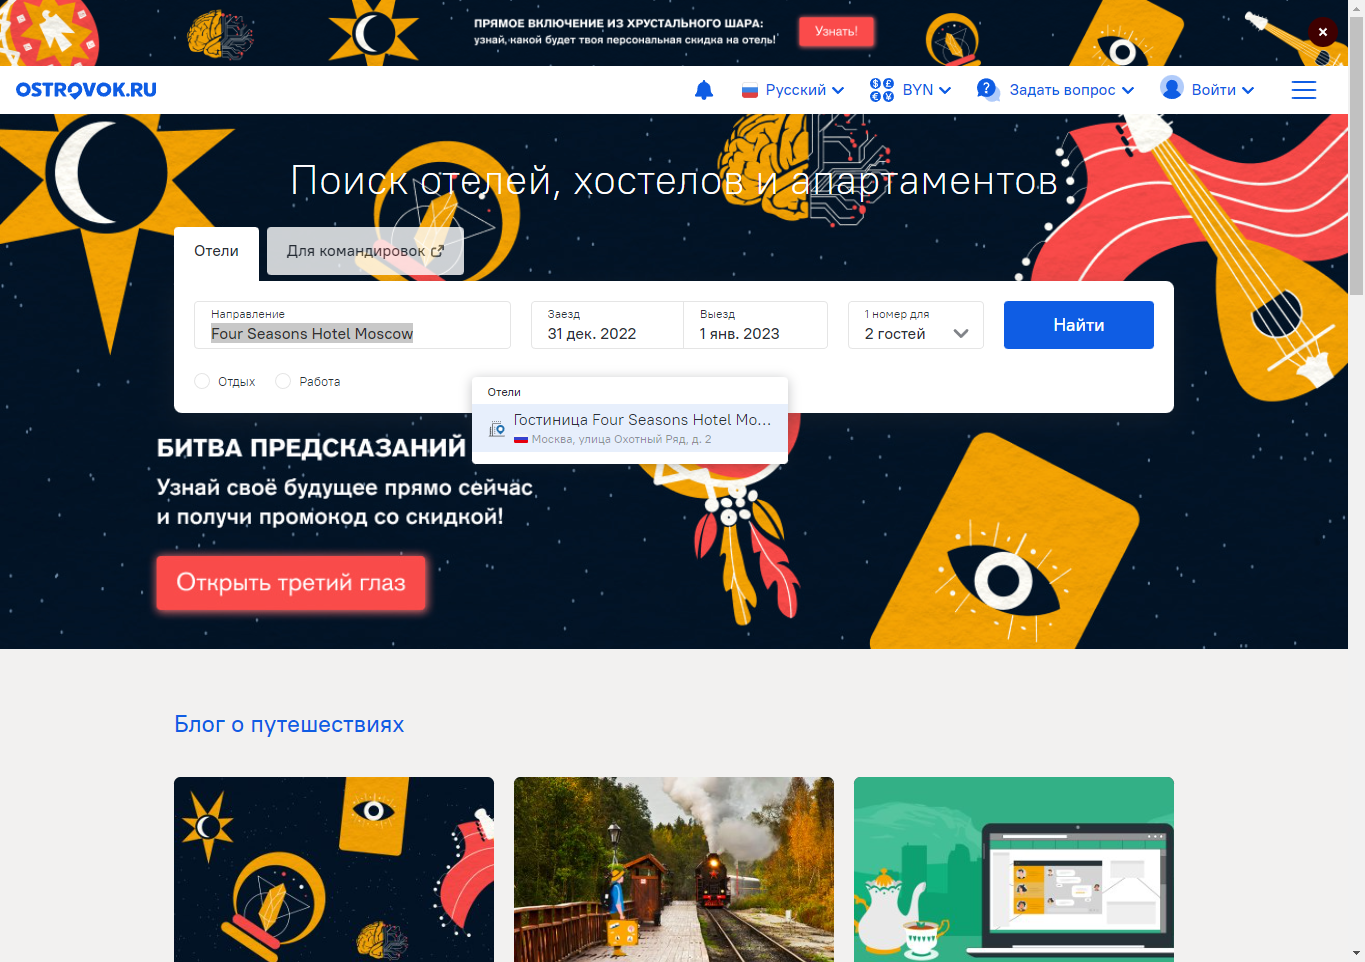 ПРЯМОЕ ВКЛЮЧЕНИЕ ИЗ ХРУСТАЛЬНОГО ШАРА:
узнай, какой будет твоя персональная скидка на отель!
Узнать!
OSTROVOK.RU
Русский
BYN
Задать вопрос
Войти
Поиск отелей, хостелов и апартаментов
Отели
Для командировок
Направление
Four Seasons Hotel Moscow
Заезд
31 дек. 2022
Выезд
1 янв. 2023
1 номер для
2 гостей
Найти
Отдых
Работа
Отели
Гостиница Four Seasons Hotel Mo...
Москва, улица Охотный Ряд, д. 2
БИТВА ПРЕДСКАЗАНИЙ
Узнай своё будущее прямо сейчас
и получи промокод со скидкой!
Открыть третий глаз
Блог о путешествиях